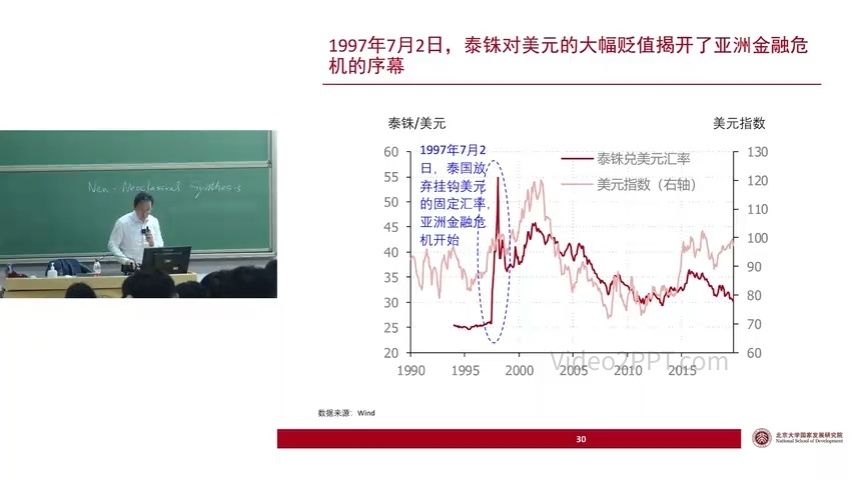 1997年7月2日，泰铢对美元的大幅贬值揭开了亚洲金融危
机的序幕
泰铢/美元
美元指数
1997年7月2
日，泰国放
弃挂钩美元
的固定汇率，
亚洲金融危
机开始
泰铢兑美元汇率
美元指数（右轴）
60
55
50
45
40
35
30
25
20
130
120
110
100
90
80
70
60
1990
1995
2000
2005
2010
2015
Video2PPT.com
New-Neoclassical Synthesis
数据来源：Wind
30
北京大学国家发展研究院
National School of Development